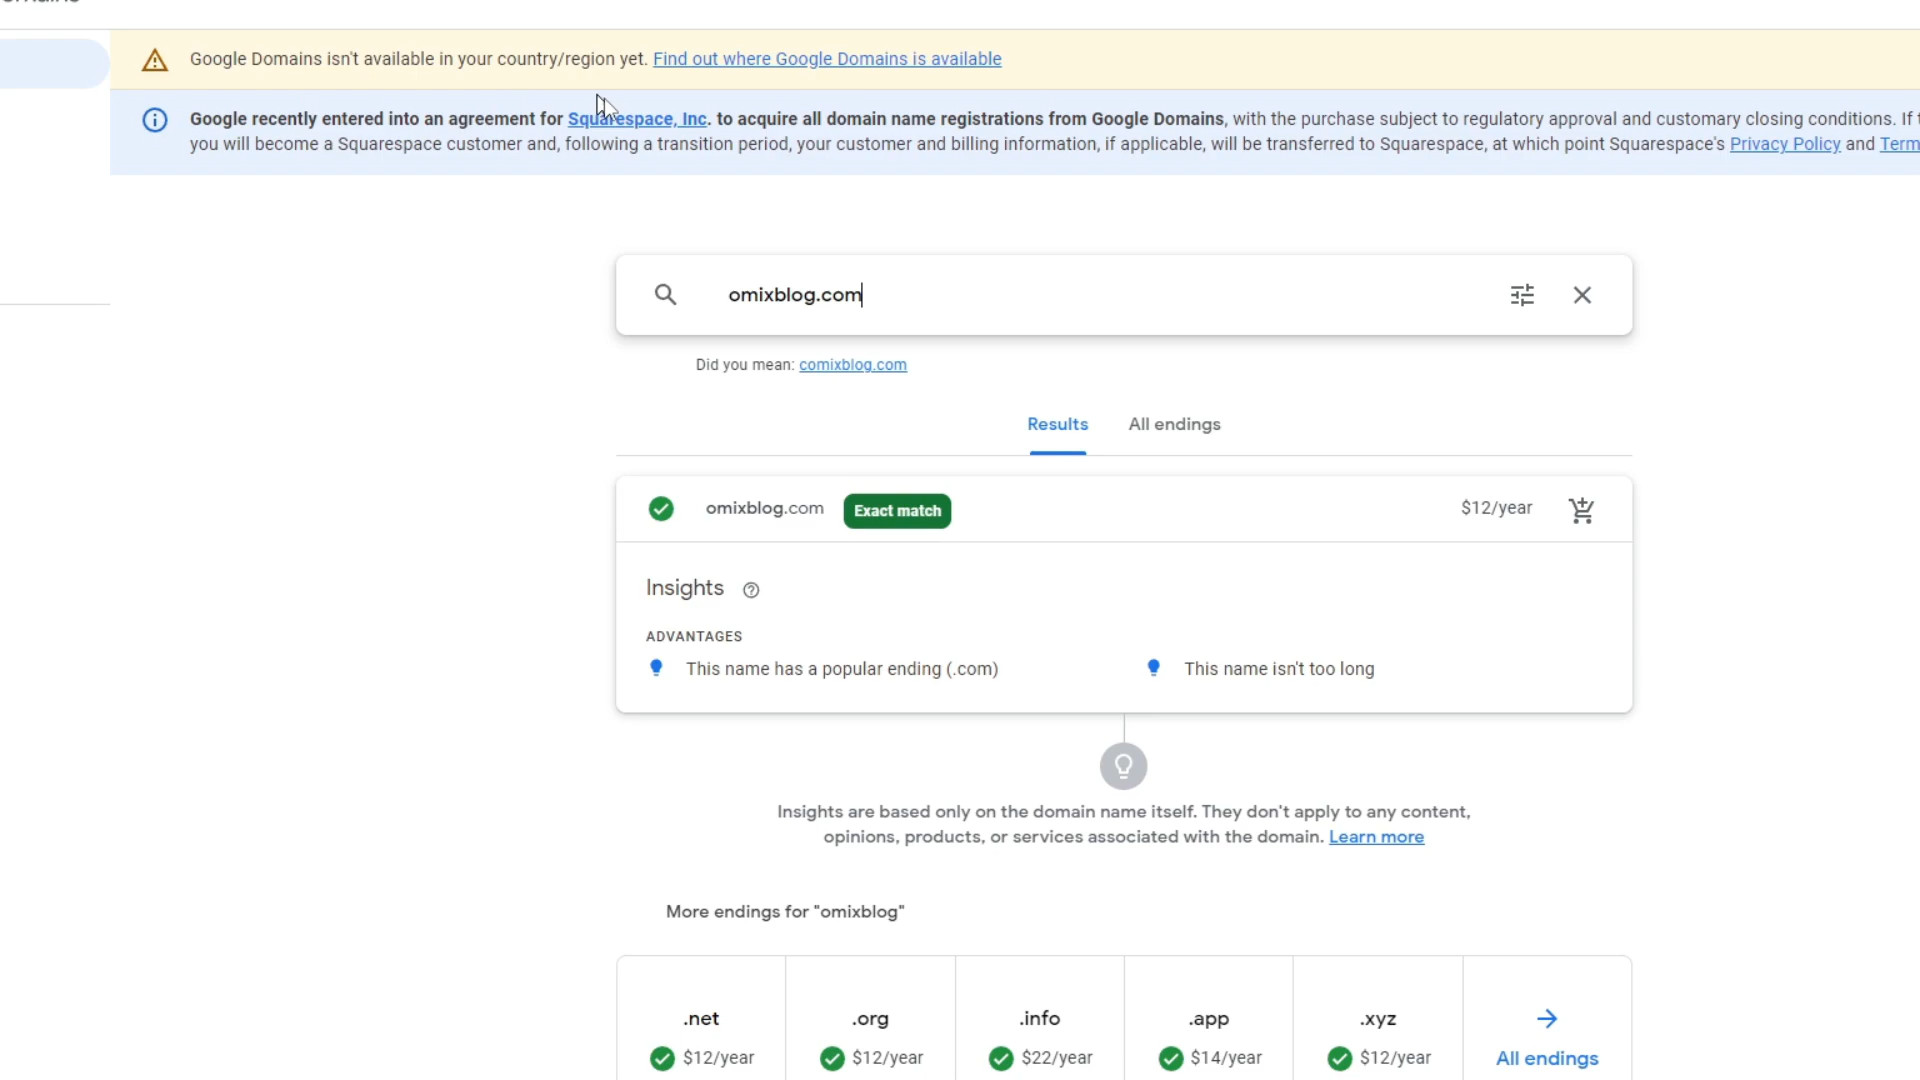 Google Domains isn't available in your country/region yet. Find out where Google Domains is available
Google recently entered into an agreement for Squarespace, Inc. to acquire all domain name registrations from Google Domains, with the purchase subject to regulatory approval and customary closing conditions. If
you will become a Squarespace customer and, following a transition period, your customer and billing information, if applicable, will be transferred to Squarespace, at which point Squarespace's Privacy Policy and Term
omixblog.com
Did you mean: comixblog.com
Results
All endings
omixblog.com
Exact match
$12/year
Insights
ADVANTAGES
This name has a popular ending (.com)
This name isn't too long
Insights are based only on the domain name itself. They don't apply to any content,
opinions, products, or services associated with the domain. Learn more
More endings for "omixblog"
.net
$12/year
.org
$12/year
.info
$22/year
.app
$14/year
.xyz
$12/year
All endings